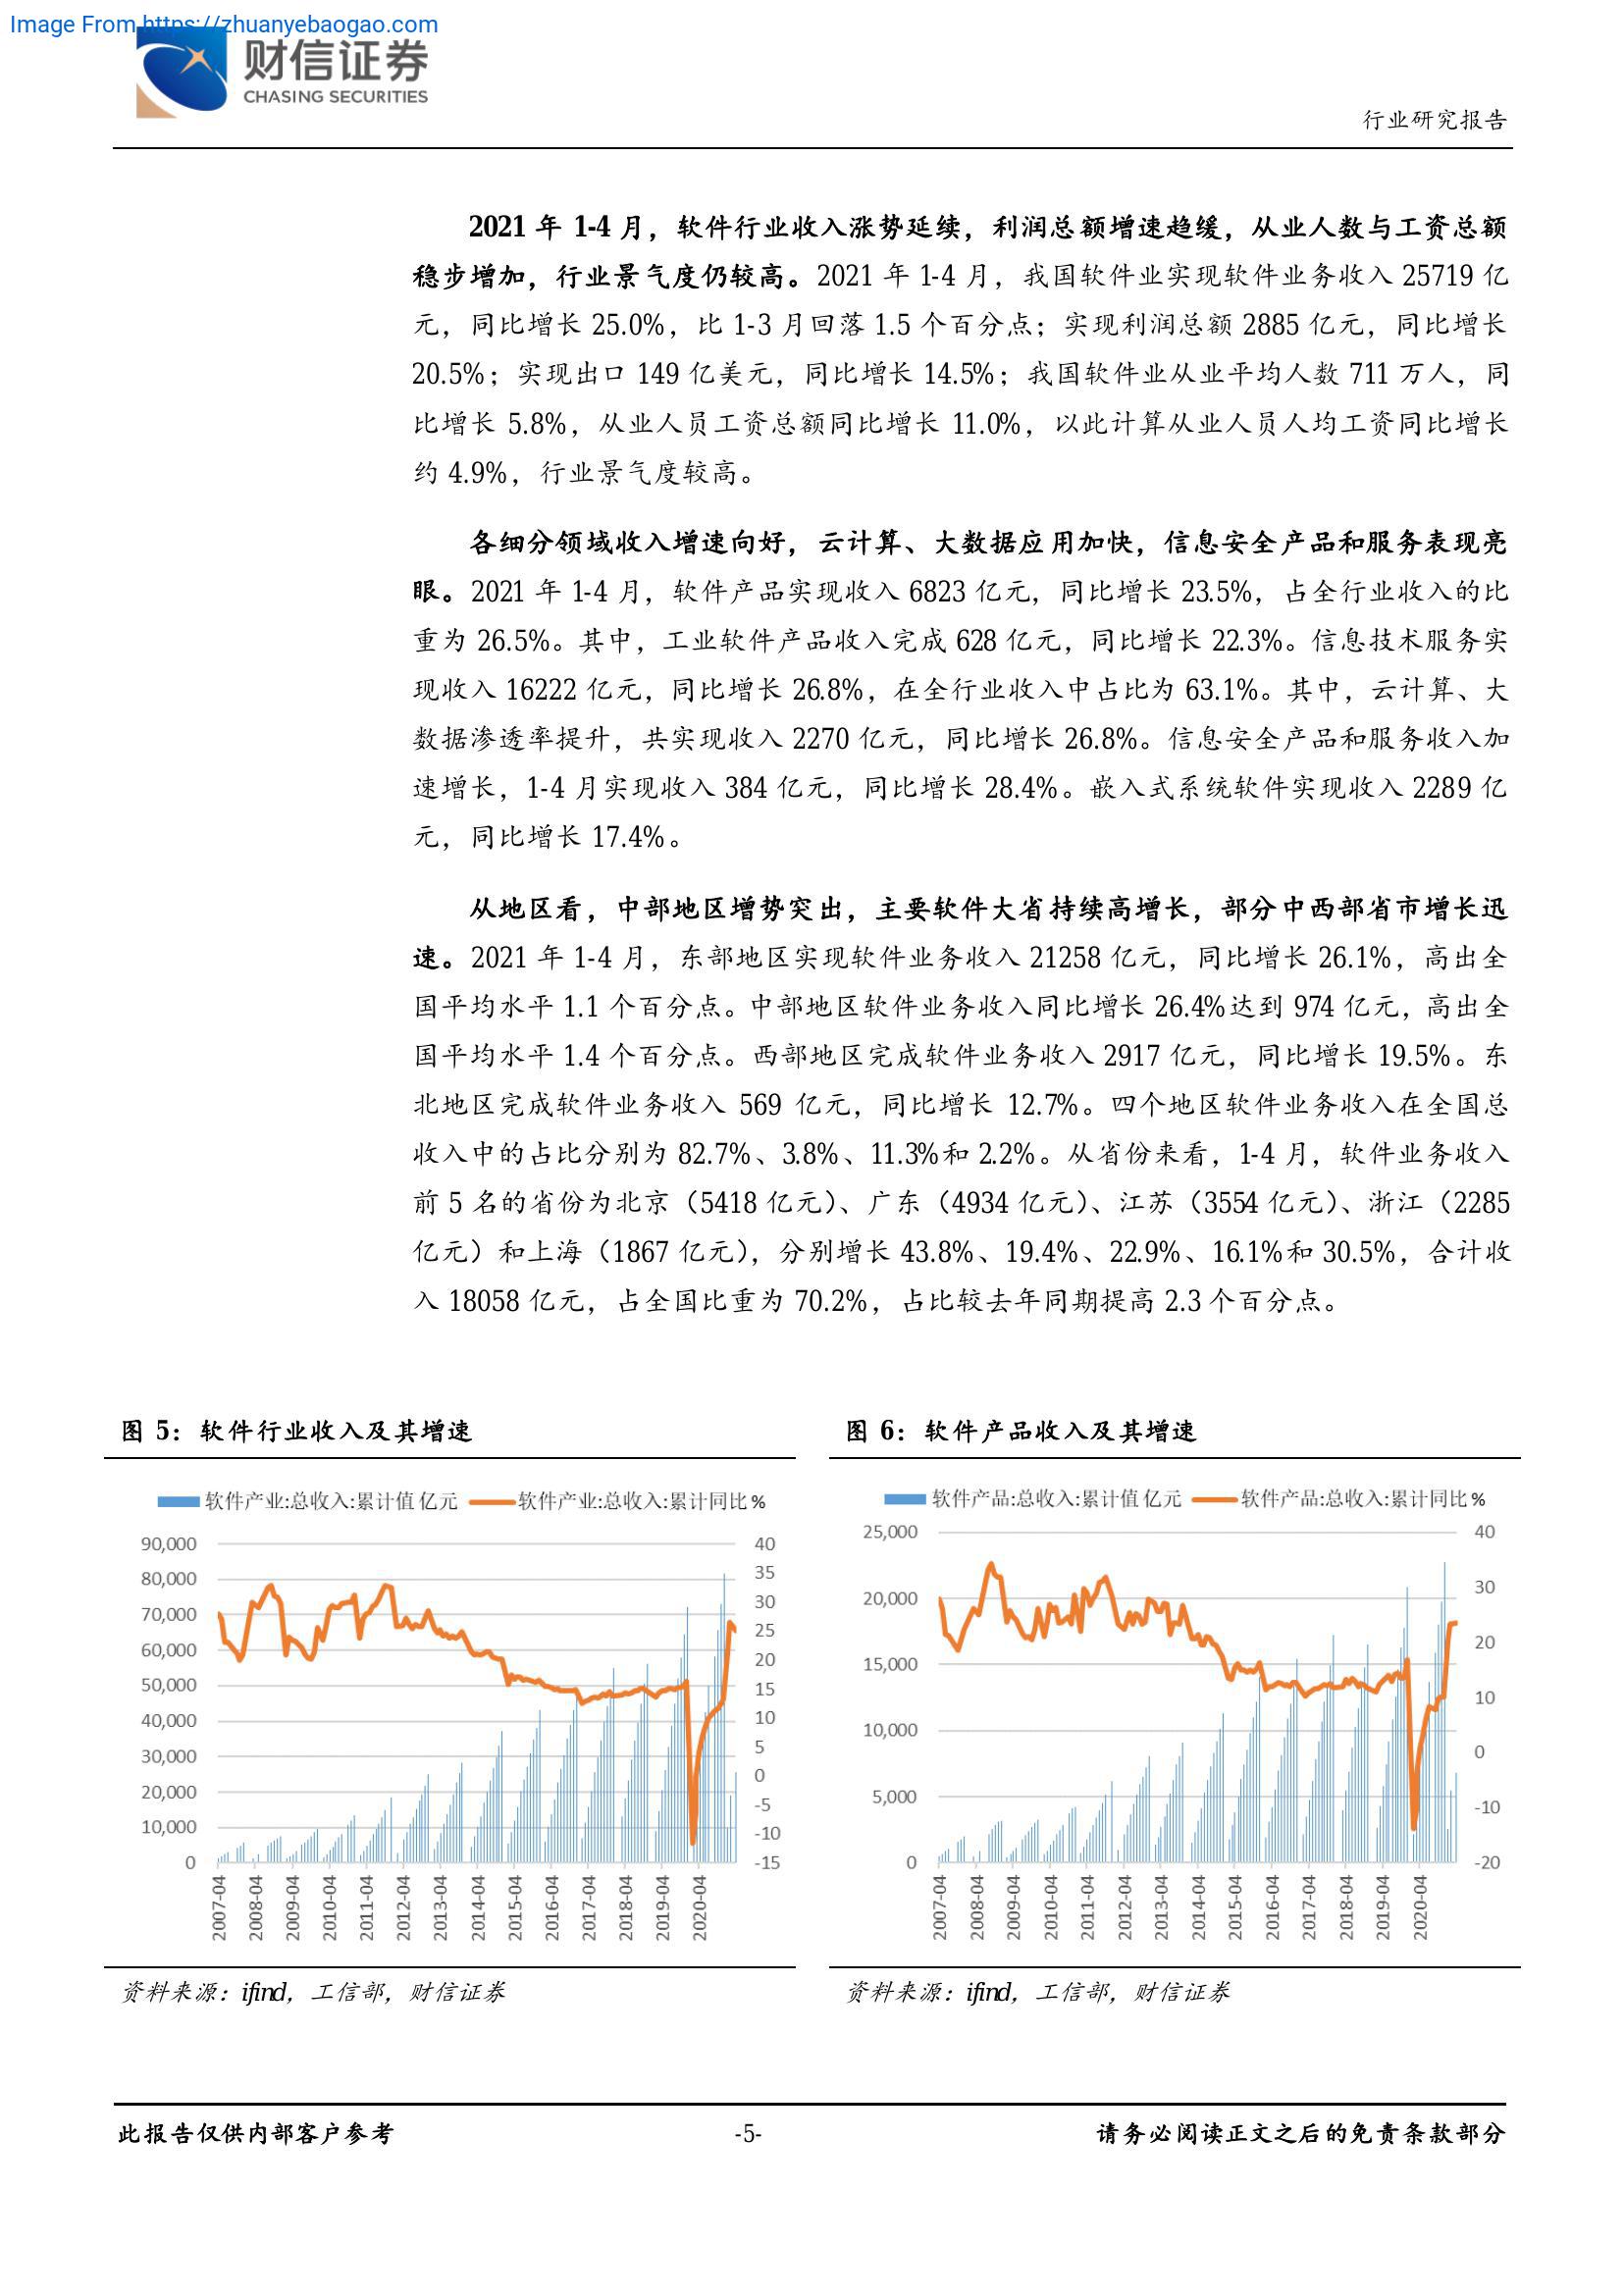 Image From https://zhuanyebaogao.com
财信证券
CHASING SECURITIES
行业研究报告
2021 年 1-4 月，软件行业收入涨势延续，利润总额增速趋缓，从业人数与工资总额
稳步增加，行业景气度仍较高。2021 年 1-4 月，我国软件业实现软件业务收入 25719 亿
元，同比增长 25.0%，比 1-3 月回落 1.5 个百分点；实现利润总额 2885 亿元，同比增长
20.5%；实现出口 149 亿美元，同比增长 14.5%；我国软件业从业平均人数 711 万人，同
比增长 5.8%，从业人员工资总额同比增长 11.0%，以此计算从业人员人均工资同比增长
约 4.9%，行业景气度较高。
各细分领域收入增速向好，云计算、大数据应用加快，信息安全产品和服务表现亮
眼。2021 年 1-4 月，软件产品实现收入 6823 亿元，同比增长 23.5%，占全行业收入的比
重为 26.5%。其中，工业软件产品收入完成 628 亿元，同比增长 22.3%。信息技术服务实
现收入 16222 亿元，同比增长 26.8%，在全行业收入中占比为 63.1%。其中，云计算、大
数据渗透率提升，共实现收入 2270 亿元，同比增长 26.8%。信息安全产品和服务收入加
速增长，1-4 月实现收入 384 亿元，同比增长 28.4%。嵌入式系统软件实现收入 2289 亿
元，同比增长 17.4%。
从地区看，中部地区增势突出，主要软件大省持续高增长，部分中西部省市增长迅
速。2021 年 1-4 月，东部地区实现软件业务收入 21258 亿元，同比增长 26.1%，高出全
国平均水平 1.1 个百分点。中部地区软件业务收入同比增长 26.4%达到 974 亿元，高出全
国平均水平 1.4 个百分点。西部地区完成软件业务收入 2917 亿元，同比增长 19.5%。东
北地区完成软件业务收入 569 亿元，同比增长 12.7%。四个地区软件业务收入在全国总
收入中的占比分别为 82.7%、3.8%、11.3%和 2.2%。从省份来看，1-4 月，软件业务收入
前 5 名的省份为北京（5418 亿元）、广东（4934 亿元）、江苏（3554 亿元）、浙江（2285
亿元）和上海（1867 亿元），分别增长 43.8%、19.4%、22.9%、16.1%和 30.5%，合计收
入 18058 亿元，占全国比重为 70.2%，占比较去年同期提高 2.3 个百分点。
图 5：软件行业收入及其增速
软件产业:总收入:累计值 亿元 软件产业:总收入:累计同比 %
90,000 40
80,000 35
70,000 30
60,000 25
50,000 20
40,000 15
30,000 10
20,000 5
10,000 0
0 -5
-10
-15
2007-04 2008-04 2009-04 2010-04 2011-04 2012-04 2013-04 2014-04 2015-04 2016-04 2017-04 2018-04 2019-04 2020-04
资料来源：ifind，工信部，财信证券
图 6：软件产品收入及其增速
软件产品:总收入:累计值 亿元 软件产品:总收入:累计同比 %
25,000 40
20,000 30
15,000 20
10,000 10
5,000 0
0 -10
-20
2007-04 2008-04 2009-04 2010-04 2011-04 2012-04 2013-04 2014-04 2015-04 2016-04 2017-04 2018-04 2019-04 2020-04
资料来源：ifind，工信部，财信证券
此报告仅供内部客户参考 -5- 请务必阅读正文之后的免责条款部分